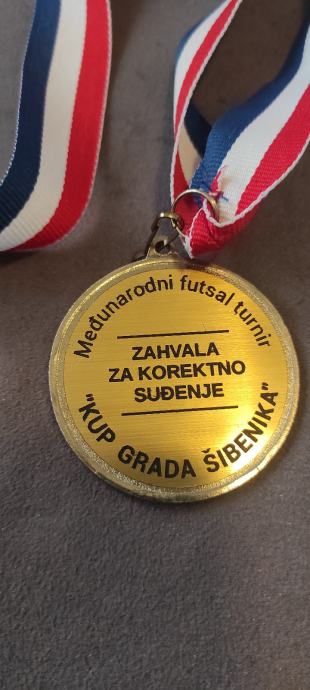 Međunarodni futsal turnir
ZAHVALA
ZA KOREKTNO
SUĐENJE
"KUP GRADA ŠIBENIKA"